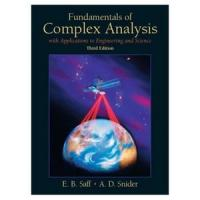 Fundamentals of
Complex Analysis
with Applications to Engineering and Science
Third Edition
E. B. Saff • A. D. Snider